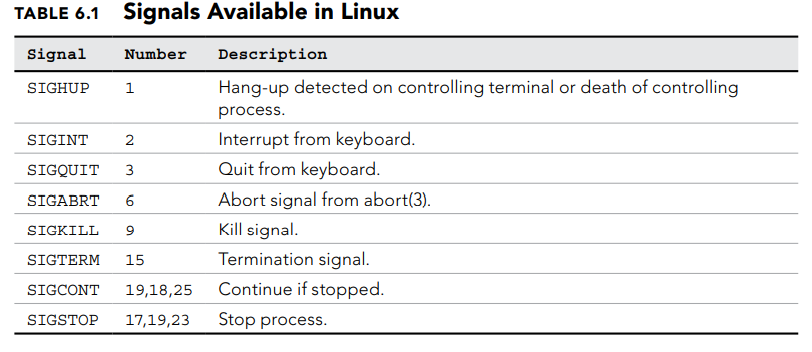 TABLE 6.1 Signals Available in Linux
Signal Number Description
SIGHUP 1 Hang-up detected on controlling terminal or death of controlling
process.
SIGINT 2 Interrupt from keyboard.
SIGQUIT 3 Quit from keyboard.
SIGABRT 6 Abort signal from abort(3).
SIGKILL 9 Kill signal.
SIGTERM 15 Termination signal.
SIGCONT 19,18,25 Continue if stopped.
SIGSTOP 17,19,23 Stop process.